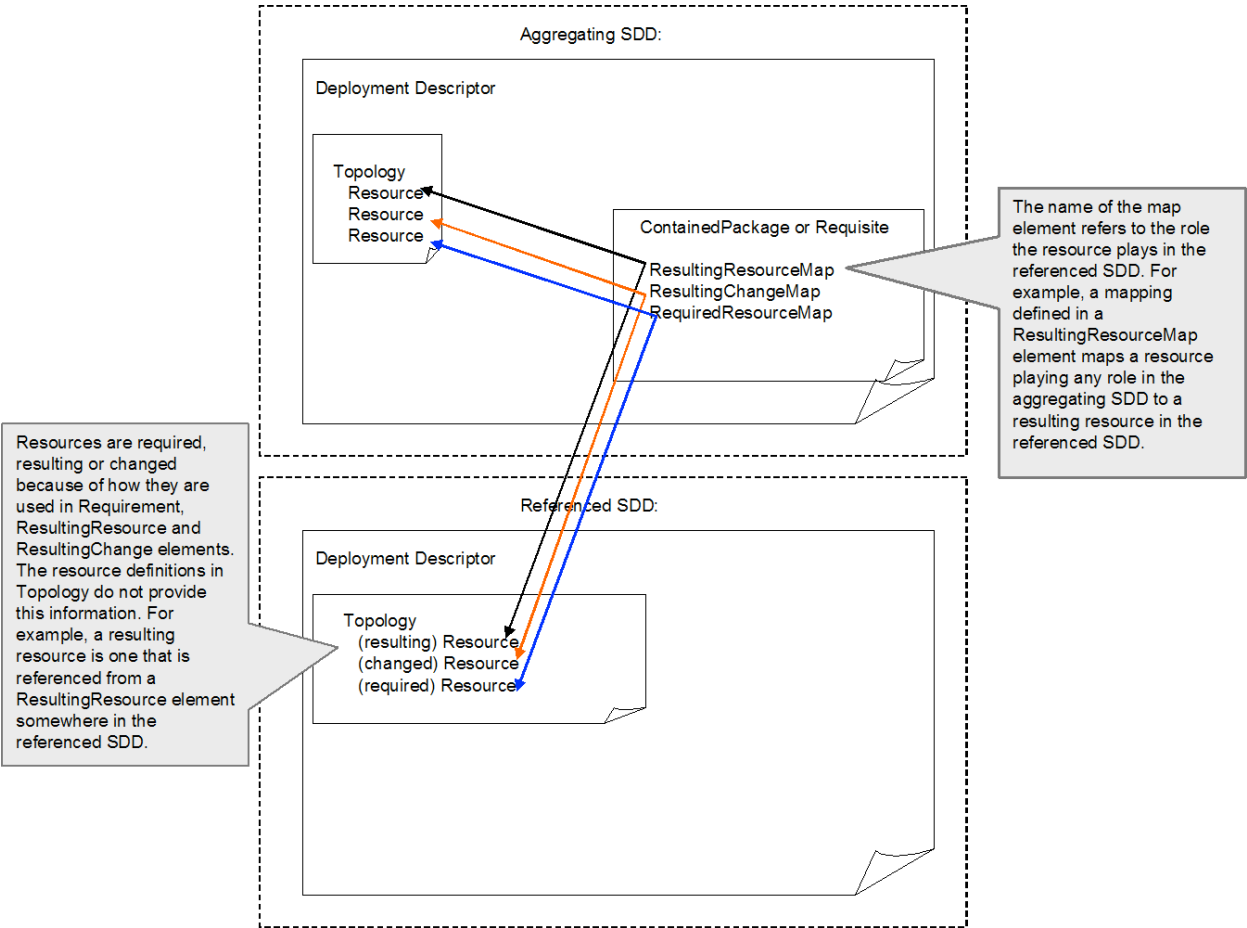 Aggregating SDD:
Deployment Descriptor
Topology
Resource
Resource
Resource
ContainedPackage or Requisite
ResultingResourceMap
ResultingChangeMap
RequiredResourceMap
The name of the map
element refers to the role
the resource plays in the
referenced SDD. For
example, a mapping
defined in a
ResultingResourceMap
element maps a resource
playing any role in the
aggregating SDD to a
resulting resource in the
referenced SDD.
Resources are required,
resulting or changed
because of how they are
used in Requirement,
ResultingResource and
ResultingChange elements.
The resource definitions in
Topology do not provide
this information. For
example, a resulting
resource is one that is
referenced from a
ResultingResource element
somewhere in the
referenced SDD.
Referenced SDD:
Deployment Descriptor
Topology
(resulting) Resource
(changed) Resource
(required) Resource